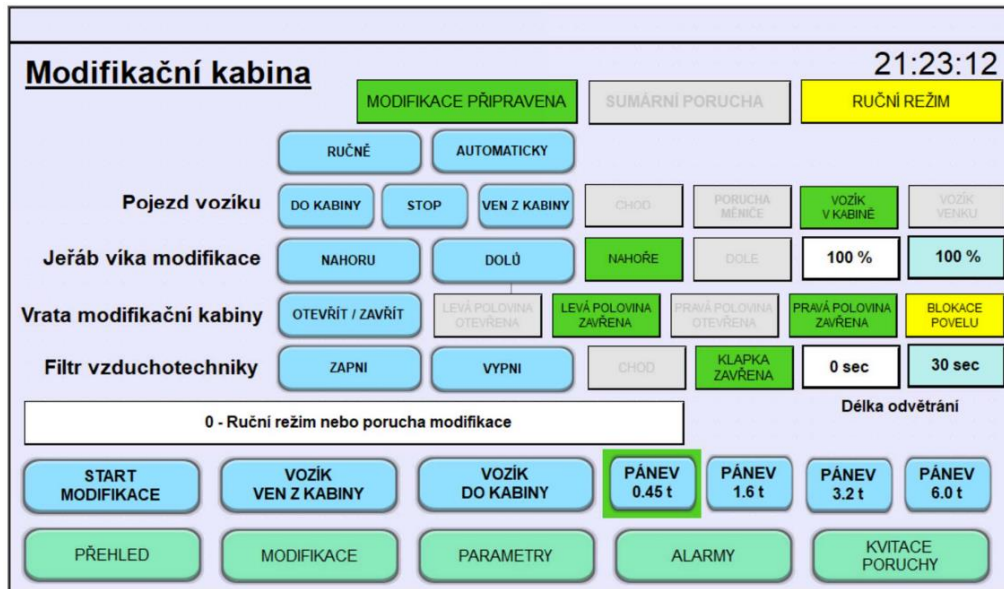 Modifikační kabina
21:23:12
MODIFIKACE PŘIPRAVENA
SUMÁRNÍ PORUCHA
RUČNÍ REŽIM
RUČNĚ
AUTOMATICKY
Pojezd vozíku
DO KABINY
STOP
VEN Z KABINY
CHOD
PORUCHA
MĚNIČE
VOZÍK
V KABINĚ
VOZÍK
VENKU
Jeřáb víka modifikace
NAHORU
DOLŮ
NAHOŘE
DOLE
100 %
100 %
Vrata modifikační kabiny
OTEVŘÍT / ZAVŘÍT
LEVÁ POLOVINA
OTEVŘENA
LEVÁ POLOVINA
ZAVŘENA
PRAVÁ POLOVINA
OTEVŘENA
PRAVÁ POLOVINA
ZAVŘENA
BLOKACE
POVELU
Filtr vzduchotechniky
ZAPNI
VYPNI
CHOD
KLAPKA
ZAVŘENA
0 sec
30 sec
Délka odvětrání
0 - Ruční režim nebo porucha modifikace
START
MODIFIKACE
VOZÍK
VEN Z KABINY
VOZÍK
DO KABINY
PÁNEV
0.45 t
PÁNEV
1.6 t
PÁNEV
3.2 t
PÁNEV
6.0 t
PŘEHLED
MODIFIKACE
PARAMETRY
ALARMY
KVITACE
PORUCHY